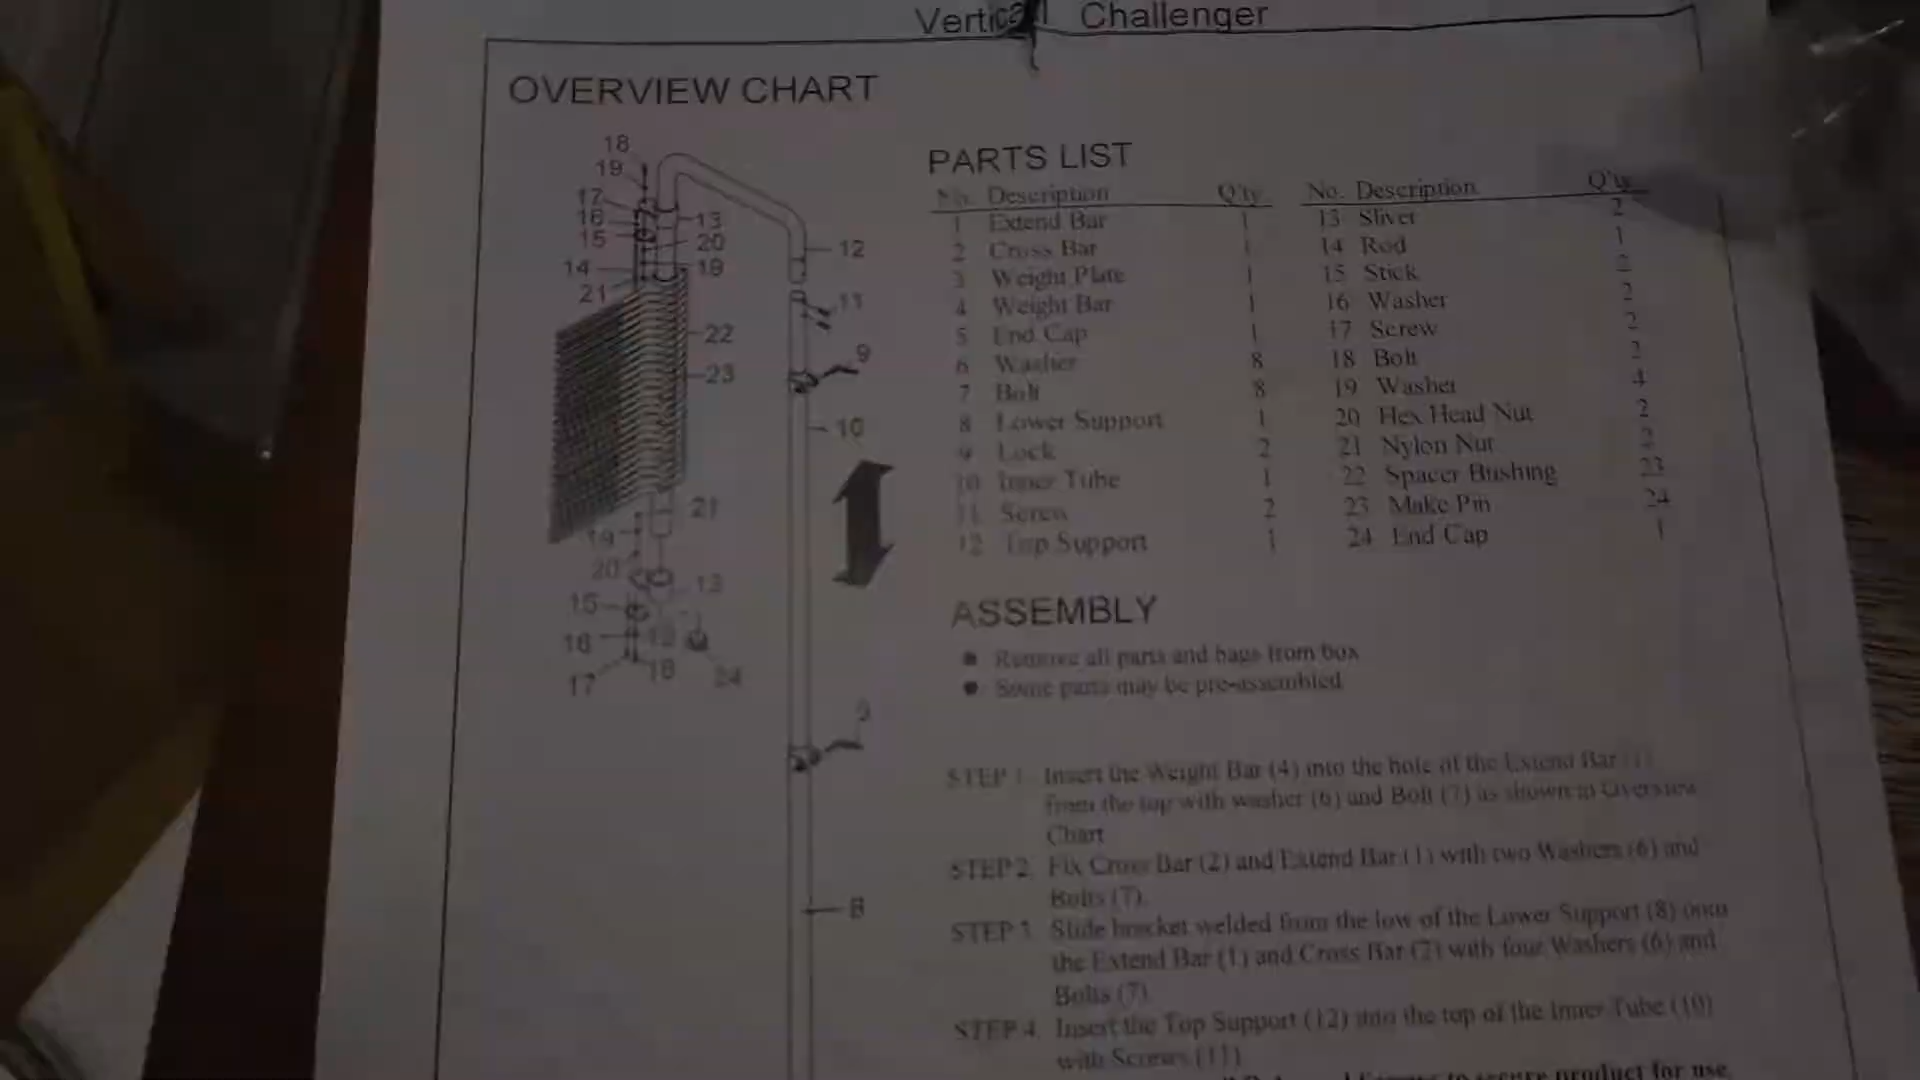 Vertical Challenger
OVERVIEW CHART
18
19
17
16
15
14
21
13
20
19
12
11
22
23
9
10
21
19
20
13
15
16
19
17
18
24
9
8
PARTS LIST
No. Description Q'ty
1 Extend Bar 1
2 Cross Bar 1
3 Weight Plate 1
4 Weight Bar 1
5 End Cap 1
6 Washer 8
7 Bolt 8
8 Lower Support 1
9 Lock 2
10 Inner Tube 1
11 Screw 2
12 Top Support 1
No. Description Q'ty
13 Sliver 2
14 Rod 1
15 Stick 2
16 Washer 2
17 Screw 2
18 Bolt 2
19 Washer 4
20 Hex Head Nut 2
21 Nylon Nut 2
22 Spacer Bushing 23
23 Make Pin 24
24 End Cap 1
ASSEMBLY
● Remove all parts and bags from box
● Some parts may be pre-assembled
STEP 1. Insert the Weight Bar (4) into the hole of the Extend Bar (1)
from the top with washer (6) and Bolt (7) as shown in Overview
Chart
STEP 2. Fix Cross Bar (2) and Extend Bar (1) with two Washers (6) and
Bolts (7).
STEP 3. Slide bracket welded from the low of the Lower Support (8) onto
the Extend Bar (1) and Cross Bar (2) with four Washers (6) and
Bolts (7)
STEP 4. Insert the Top Support (12) into the top of the Inner Tube (10)
with Screws (11)
to secure product for use.